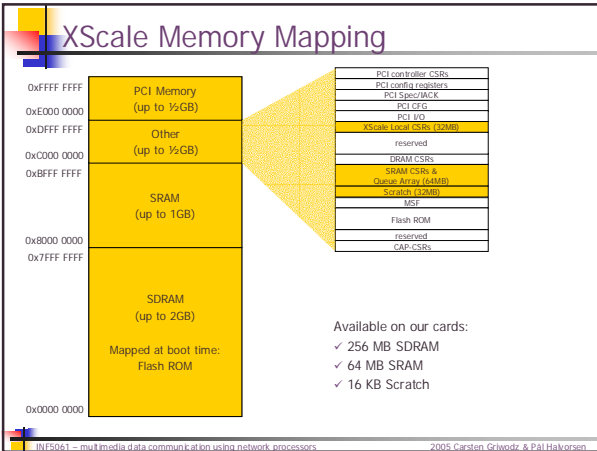 XScale Memory Mapping
0xFFFF FFFF
0xE000 0000
0xDFFF FFFF
0xC000 0000
0xBFFF FFFF
0x8000 0000
0x7FFF FFFF
0x0000 0000
PCI Memory
(up to ½GB)
Other
(up to ½GB)
SRAM
(up to 1GB)
SDRAM
(up to 2GB)
Mapped at boot time:
Flash ROM
PCI controller CSRs
PCI config registers
PCI Spec/IACK
PCI CFG
PCI I/O
XScale Local CSRs (32MB)
reserved
DRAM CSRs
SRAM CSRs &
Queue Array (64MB)
Scratch (32MB)
MSF
Flash ROM
reserved
CAP-CSRs
Available on our cards:
✓ 256 MB SDRAM
✓ 64 MB SRAM
✓ 16 KB Scratch
INF5061 – multimedia data communication using network processors
2005 Carsten Griwodz & Pål Halvorsen